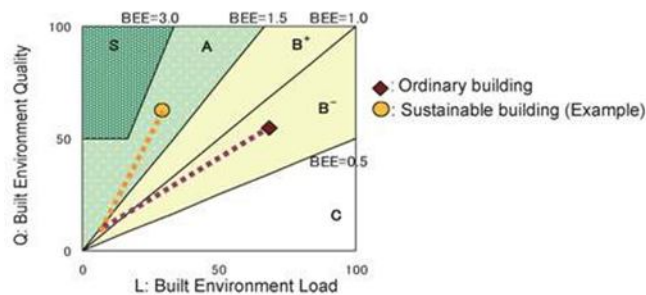 BEE=3.0 BEE=1.5 BEE=1.0
100
S A B+
B-
50
BEE=0.5
C
0
0 50 100
Q: Built Environment Quality
L: Built Environment Load
: Ordinary building
: Sustainable building (Example)